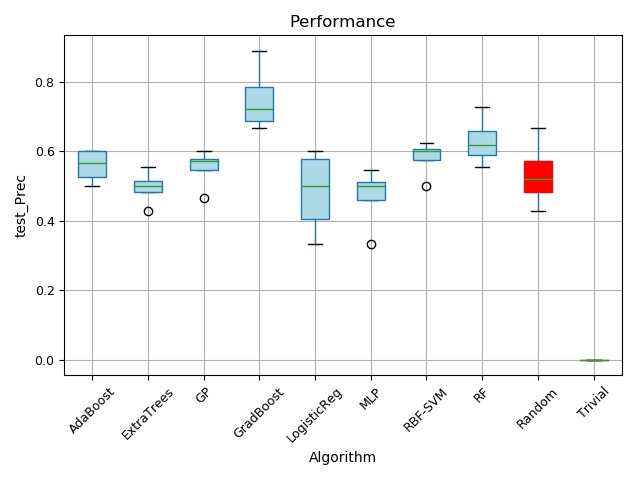 Performance
test_Prec
0.8
0.6
0.4
0.2
0.0
AdaBoost
ExtraTrees
GP
GradBoost
LogisticReg
MLP
RBF-SVM
RF
Random
Trivial
Algorithm